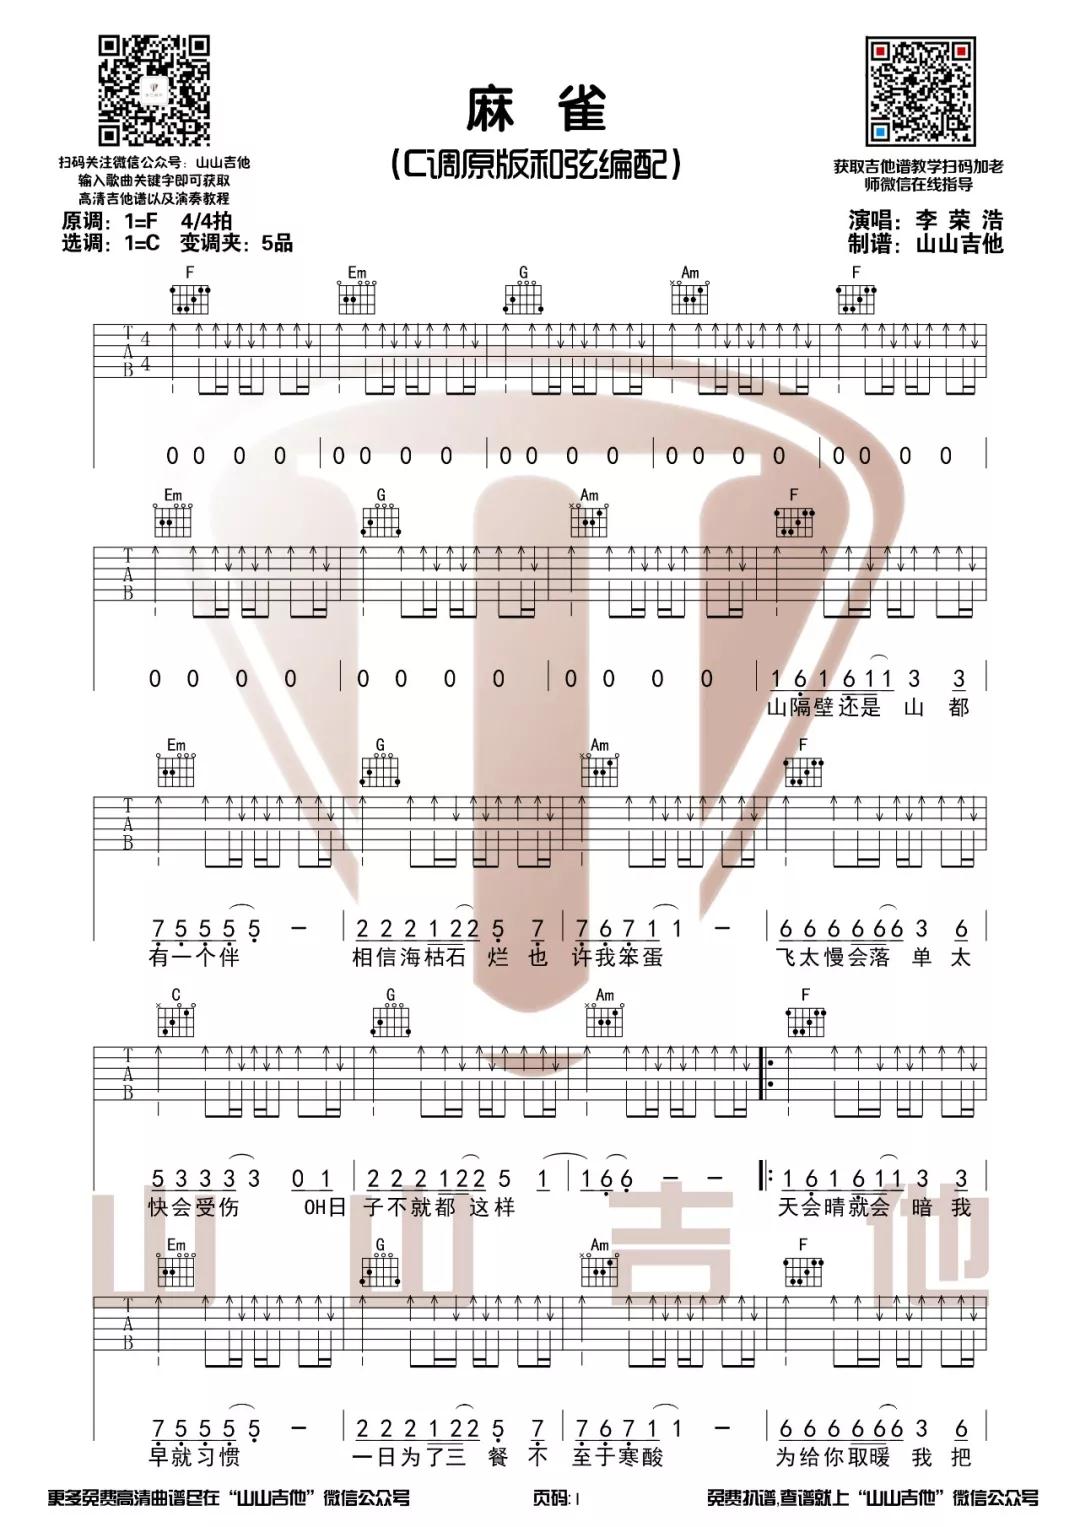 麻 雀
(C调原版和弦编配)
扫码关注微信公众号：山山吉他
输入歌曲关键字即可获取
高清吉他谱以及演奏教程
获取吉他谱教学扫码加老
师微信在线指导
原调：1=F 4/4拍
选调：1=C 变调夹：5品
演唱：李 荣 浩
制谱：山山吉他
F Em G Am F
T A B 4 4
0 0 0 0 0 0 0 0 0 0 0 0 0 0 0 0 0 0 0 0
Em G Am F
T A B
0 0 0 0 0 0 0 0 0 0 0 0 1 6 1 6 1 1 3 3
山隔壁还是 山 都
Em G Am F
T A B
7 5 5 5 5 5 － 2 2 2 1 2 2 5 7 7 6 7 1 1 － 6 6 6 6 6 6 3 6
有一个伴 相信海枯石 烂 也 许我笨蛋 飞太慢会落 单 太
C G Am F
T A B
5 3 3 3 3 0 1 2 2 2 1 2 2 5 1 1 6 6 － － 1 6 1 6 1 1 3 3
快会受伤 OH日 子不就都 这样 天会晴就会 暗 我
山山吉他
Em G Am F
T A B
7 5 5 5 5 － 2 2 2 1 2 2 5 7 7 6 7 1 1 － 6 6 6 6 6 6 3 6
早就习惯 一日为了三 餐 不 至于寒酸 为给你取暖 我 把
更多免费高清曲谱尽在“山山吉他”微信公众号 页码:1 免费扒谱,查谱就上“山山吉他”微信公众号